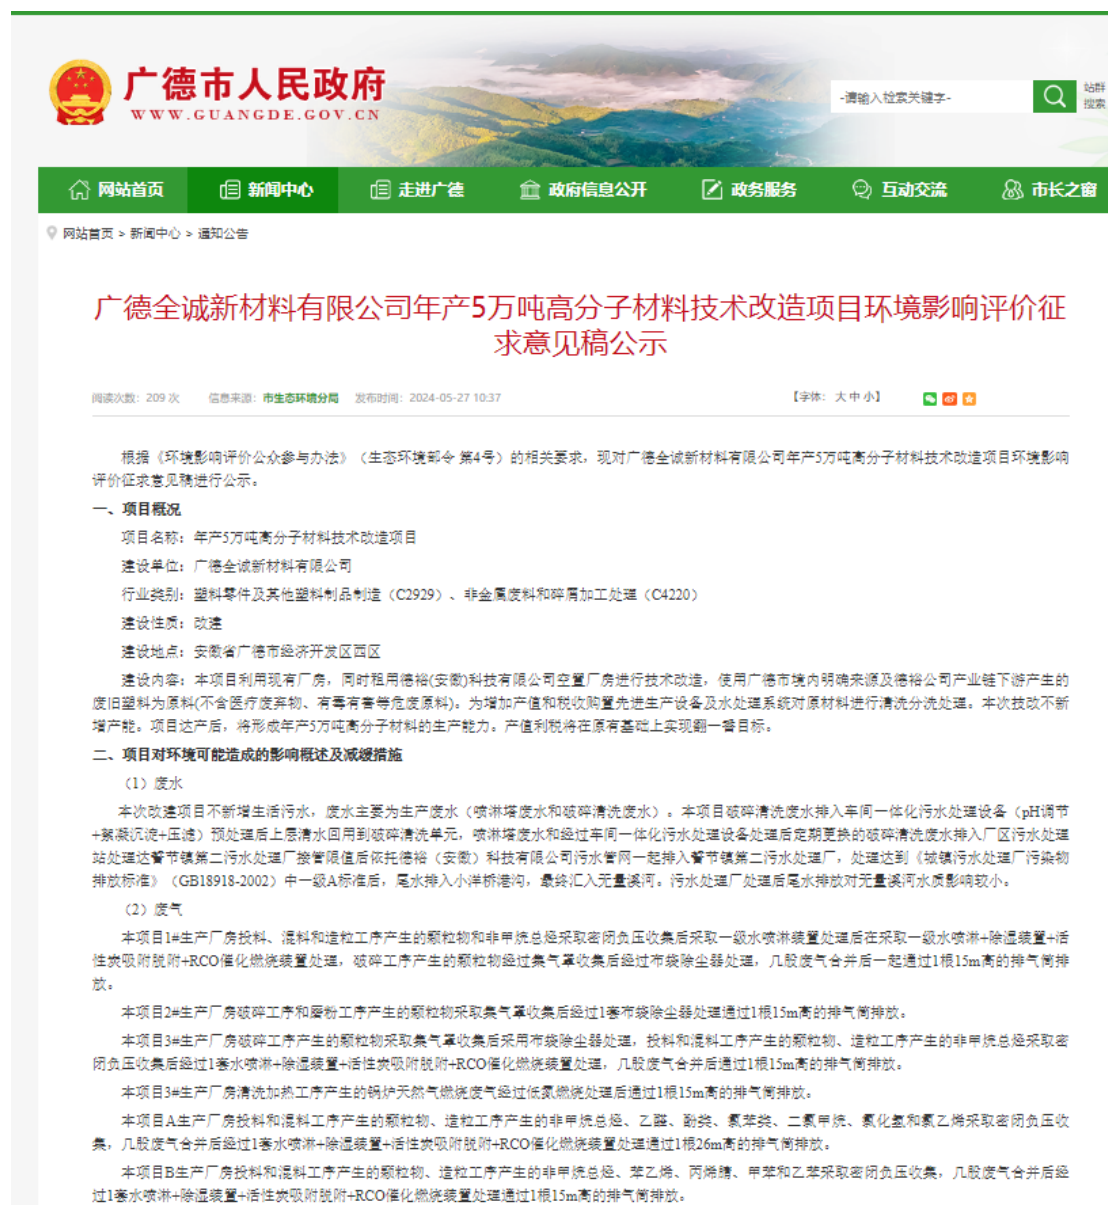 广德市人民政府
WWW.GUANGDE.GOV.CN
-请输入检索关键字-
站群
搜索
网站首页 新闻中心 走进广德 政府信息公开 政务服务 互动交流 市长之窗
网站首页 > 新闻中心 > 通知公告
广德全诚新材料有限公司年产5万吨高分子材料技术改造项目环境影响评价征
求意见稿公示
阅读次数：209 次 信息来源：市生态环境分局 发布时间：2024-05-27 10:37 【字体：大 中 小】
根据《环境影响评价公众参与办法》（生态环境部令 第4号）的相关要求，现对广德全诚新材料有限公司年产5万吨高分子材料技术改造项目环境影响
评价征求意见稿进行公示。
一、项目概况
项目名称：年产5万吨高分子材料技术改造项目
建设单位：广德全诚新材料有限公司
行业类别：塑料零件及其他塑料制品制造（C2929）、非金属废料和碎屑加工处理（C4220）
建设性质：改建
建设地点：安徽省广德市经济开发区西区
建设内容：本项目利用现有厂房，同时租用德裕(安徽)科技有限公司空置厂房进行技术改造，使用广德市境内明确来源及德裕公司产业链下游产生的
废旧塑料为原料(不含医疗废弃物、有毒有害等危废原料)。为增加产值和税收购置先进生产设备及水处理系统对原材料进行清洗分洗处理。本次技改不新
增产能。项目达产后，将形成年产5万吨高分子材料的生产能力。产值利税将在原有基础上实现翻一番目标。
二、项目对环境可能造成的影响概述及减缓措施
（1）废水
本次改建项目不新增生活污水，废水主要为生产废水（喷淋塔废水和破碎清洗废水）。本项目破碎清洗废水排入车间一体化污水处理设备（pH调节
+絮凝沉淀+压滤）预处理后上层清水回用到破碎清洗单元，喷淋塔废水和经过车间一体化污水处理设备处理后定期更换的破碎清洗废水排入厂区污水处理
站处理达誓节镇第二污水处理厂接管限值后依托德裕（安徽）科技有限公司污水管网一起排入誓节镇第二污水处理厂，处理达到《城镇污水处理厂污染物
排放标准》（GB18918-2002）中一级A标准后，尾水排入小洋桥港沟，最终汇入无量溪河。污水处理厂处理后尾水排放对无量溪河水质影响较小。
（2）废气
本项目1#生产厂房投料、混料和造粒工序产生的颗粒物和非甲烷总烃采取密闭负压收集后采取一级水喷淋装置处理后在采取一级水喷淋+除湿装置+活
性炭吸附脱附+RCO催化燃烧装置处理，破碎工序产生的颗粒物经过集气罩收集后经过布袋除尘器处理，几股废气合并后一起通过1根15m高的排气筒排
放。
本项目2#生产厂房破碎工序和磨粉工序产生的颗粒物采取集气罩收集后经过1套布袋除尘器处理通过1根15m高的排气筒排放。
本项目3#生产厂房破碎工序产生的颗粒物采取集气罩收集后采用布袋除尘器处理，投料和混料工序产生的颗粒物、造粒工序产生的非甲烷总烃采取密
闭负压收集后经过1套水喷淋+除湿装置+活性炭吸附脱附+RCO催化燃烧装置处理，几股废气合并后通过1根15m高的排气筒排放。
本项目3#生产厂房清洗加热工序产生的锅炉天然气燃烧废气经过低氮燃烧处理后通过1根15m高的排气筒排放。
本项目A生产厂房投料和混料工序产生的颗粒物、造粒工序产生的非甲烷总烃、乙醛、酚类、氯苯类、二氯甲烷、氯化氢和氯乙烯采取密闭负压收
集，几股废气合并后经过1套水喷淋+除湿装置+活性炭吸附脱附+RCO催化燃烧装置处理通过1根26m高的排气筒排放。
本项目B生产厂房投料和混料工序产生的颗粒物、造粒工序产生的非甲烷总烃、苯乙烯、丙烯腈、甲苯和乙苯采取密闭负压收集，几股废气合并后经
过1套水喷淋+除湿装置+活性炭吸附脱附+RCO催化燃烧装置处理通过1根15m高的排气筒排放。